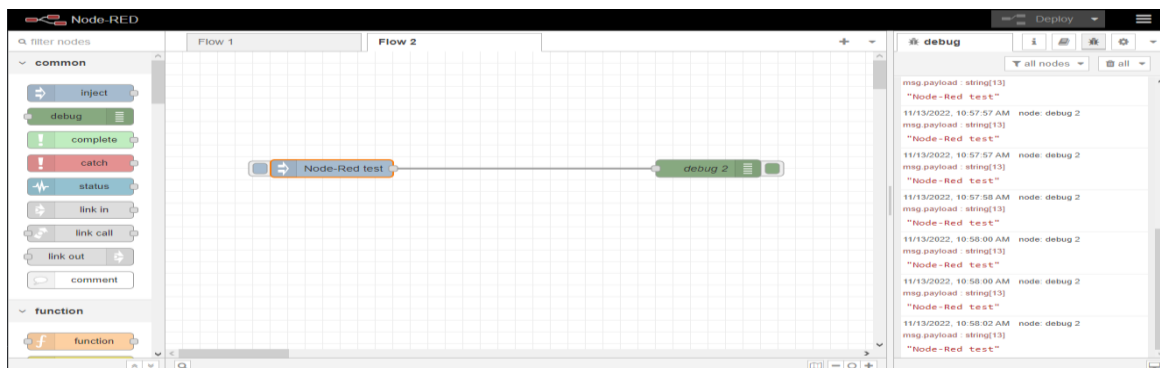 Node-RED
Deploy
filter nodes
Flow 1
Flow 2
debug
i
all nodes
all
common
inject
debug
complete
catch
status
link in
link call
link out
comment
function
f function
Node-Red test
debug 2
msg.payload : string[13]
"Node-Red test"
11/13/2022, 10:57:57 AM node: debug 2
msg.payload : string[13]
"Node-Red test"
11/13/2022, 10:57:57 AM node: debug 2
msg.payload : string[13]
"Node-Red test"
11/13/2022, 10:57:58 AM node: debug 2
msg.payload : string[13]
"Node-Red test"
11/13/2022, 10:58:00 AM node: debug 2
msg.payload : string[13]
"Node-Red test"
11/13/2022, 10:58:00 AM node: debug 2
msg.payload : string[13]
"Node-Red test"
11/13/2022, 10:58:02 AM node: debug 2
msg.payload : string[13]
"Node-Red test"